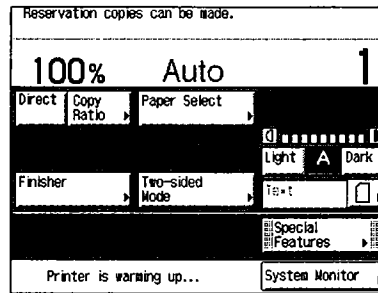 Reservation copies can be made.
100% Auto 1
Direct Copy Ratio Paper Select
Light A Dark
Finisher Two-sided Mode Text
Special Features
Printer is warming up... System Monitor